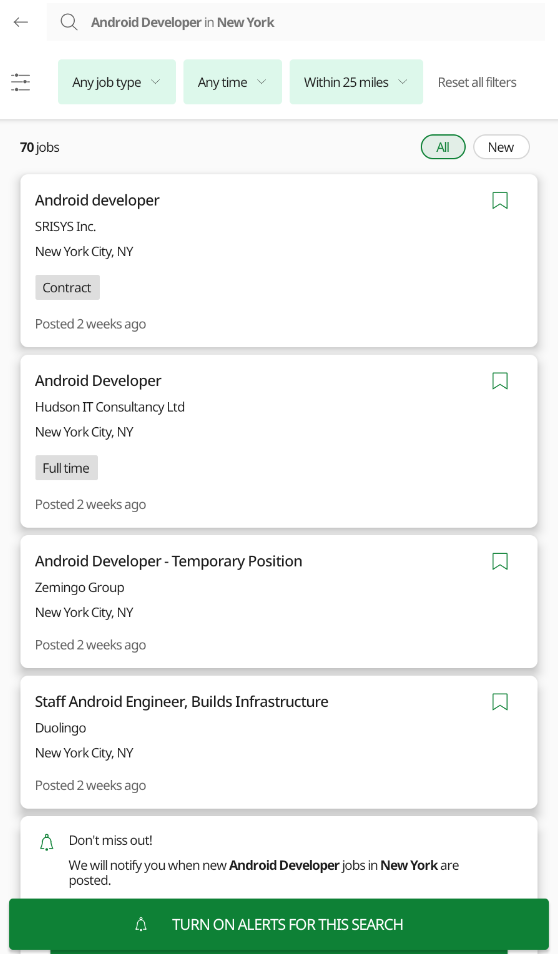 Android Developer in New York
Any job type
Any time
Within 25 miles
Reset all filters
70 jobs
All
New
Android developer
SRISYS Inc.
New York City, NY
Contract
Posted 2 weeks ago
Android Developer
Hudson IT Consultancy Ltd
New York City, NY
Full time
Posted 2 weeks ago
Android Developer - Temporary Position
Zemingo Group
New York City, NY
Posted 2 weeks ago
Staff Android Engineer, Builds Infrastructure
Duolingo
New York City, NY
Posted 2 weeks ago
Don't miss out!
We will notify you when new Android Developer jobs in New York are
posted.
TURN ON ALERTS FOR THIS SEARCH